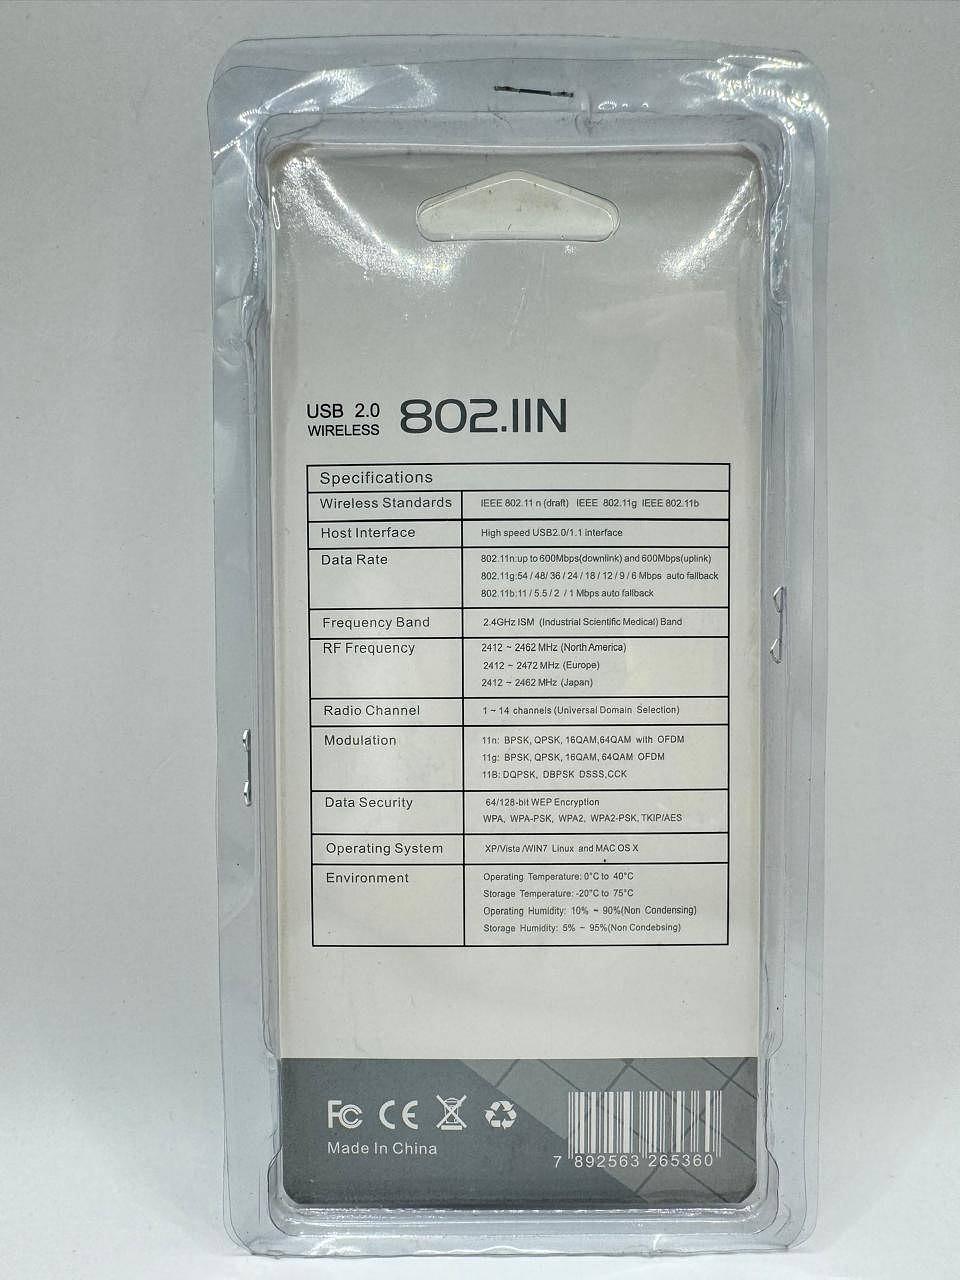 USB 2.0
WIRELESS
802.11N
Specifications
Wireless Standards IEEE 802.11 n (draft) IEEE 802.11g IEEE 802.11b
Host Interface High speed USB2.0/1.1 interface
Data Rate 802.11n:up to 600Mbps(downlink) and 600Mbps(uplink)
802.11g:54 / 48/ 36 / 24 / 18 / 12 / 9 / 6 Mbps auto fallback
802.11b:11 / 5.5 / 2 / 1 Mbps auto fallback
Frequency Band 2.4GHz ISM (Industrial Scientific Medical) Band
RF Frequency 2412 ~ 2462 MHz (North America)
2412 ~ 2472 MHz (Europe)
2412 ~ 2462 MHz (Japan)
Radio Channel 1 ~ 14 channels (Universal Domain Selection)
Modulation 11n: BPSK, QPSK, 16QAM,64QAM with OFDM
11g: BPSK, QPSK, 16QAM, 64QAM OFDM
11B: DQPSK, DBPSK DSSS,CCK
Data Security 64/128-bit WEP Encryption
WPA, WPA-PSK, WPA2, WPA2-PSK, TKIP/AES
Operating System XP/Vista /WIN7 Linux and MAC OS X
Environment Operating Temperature: 0°C to 40°C
Storage Temperature: -20°C to 75°C
Operating Humidity: 10% ~ 90%(Non Condensing)
Storage Humidity: 5% ~ 95%(Non Condebsing)
FC CE
Made In China
7 892563 265360